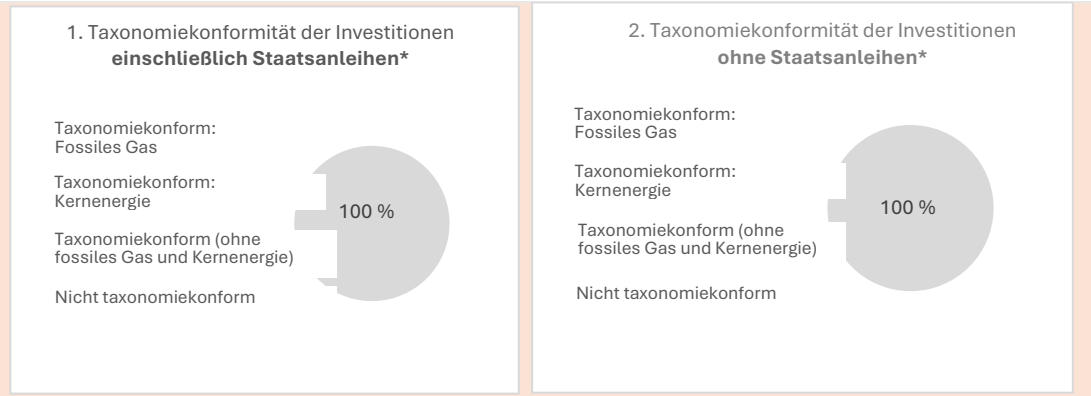 1. Taxonomiekonformität der Investitionen
einschließlich Staatsanleihen*
Taxonomiekonform:
Fossiles Gas
Taxonomiekonform:
Kernenergie
Taxonomiekonform (ohne
fossiles Gas und Kernenergie)
Nicht taxonomiekonform
100 %
2. Taxonomiekonformität der Investitionen
ohne Staatsanleihen*
Taxonomiekonform:
Fossiles Gas
Taxonomiekonform:
Kernenergie
Taxonomiekonform (ohne
fossiles Gas und Kernenergie)
Nicht taxonomiekonform
100 %